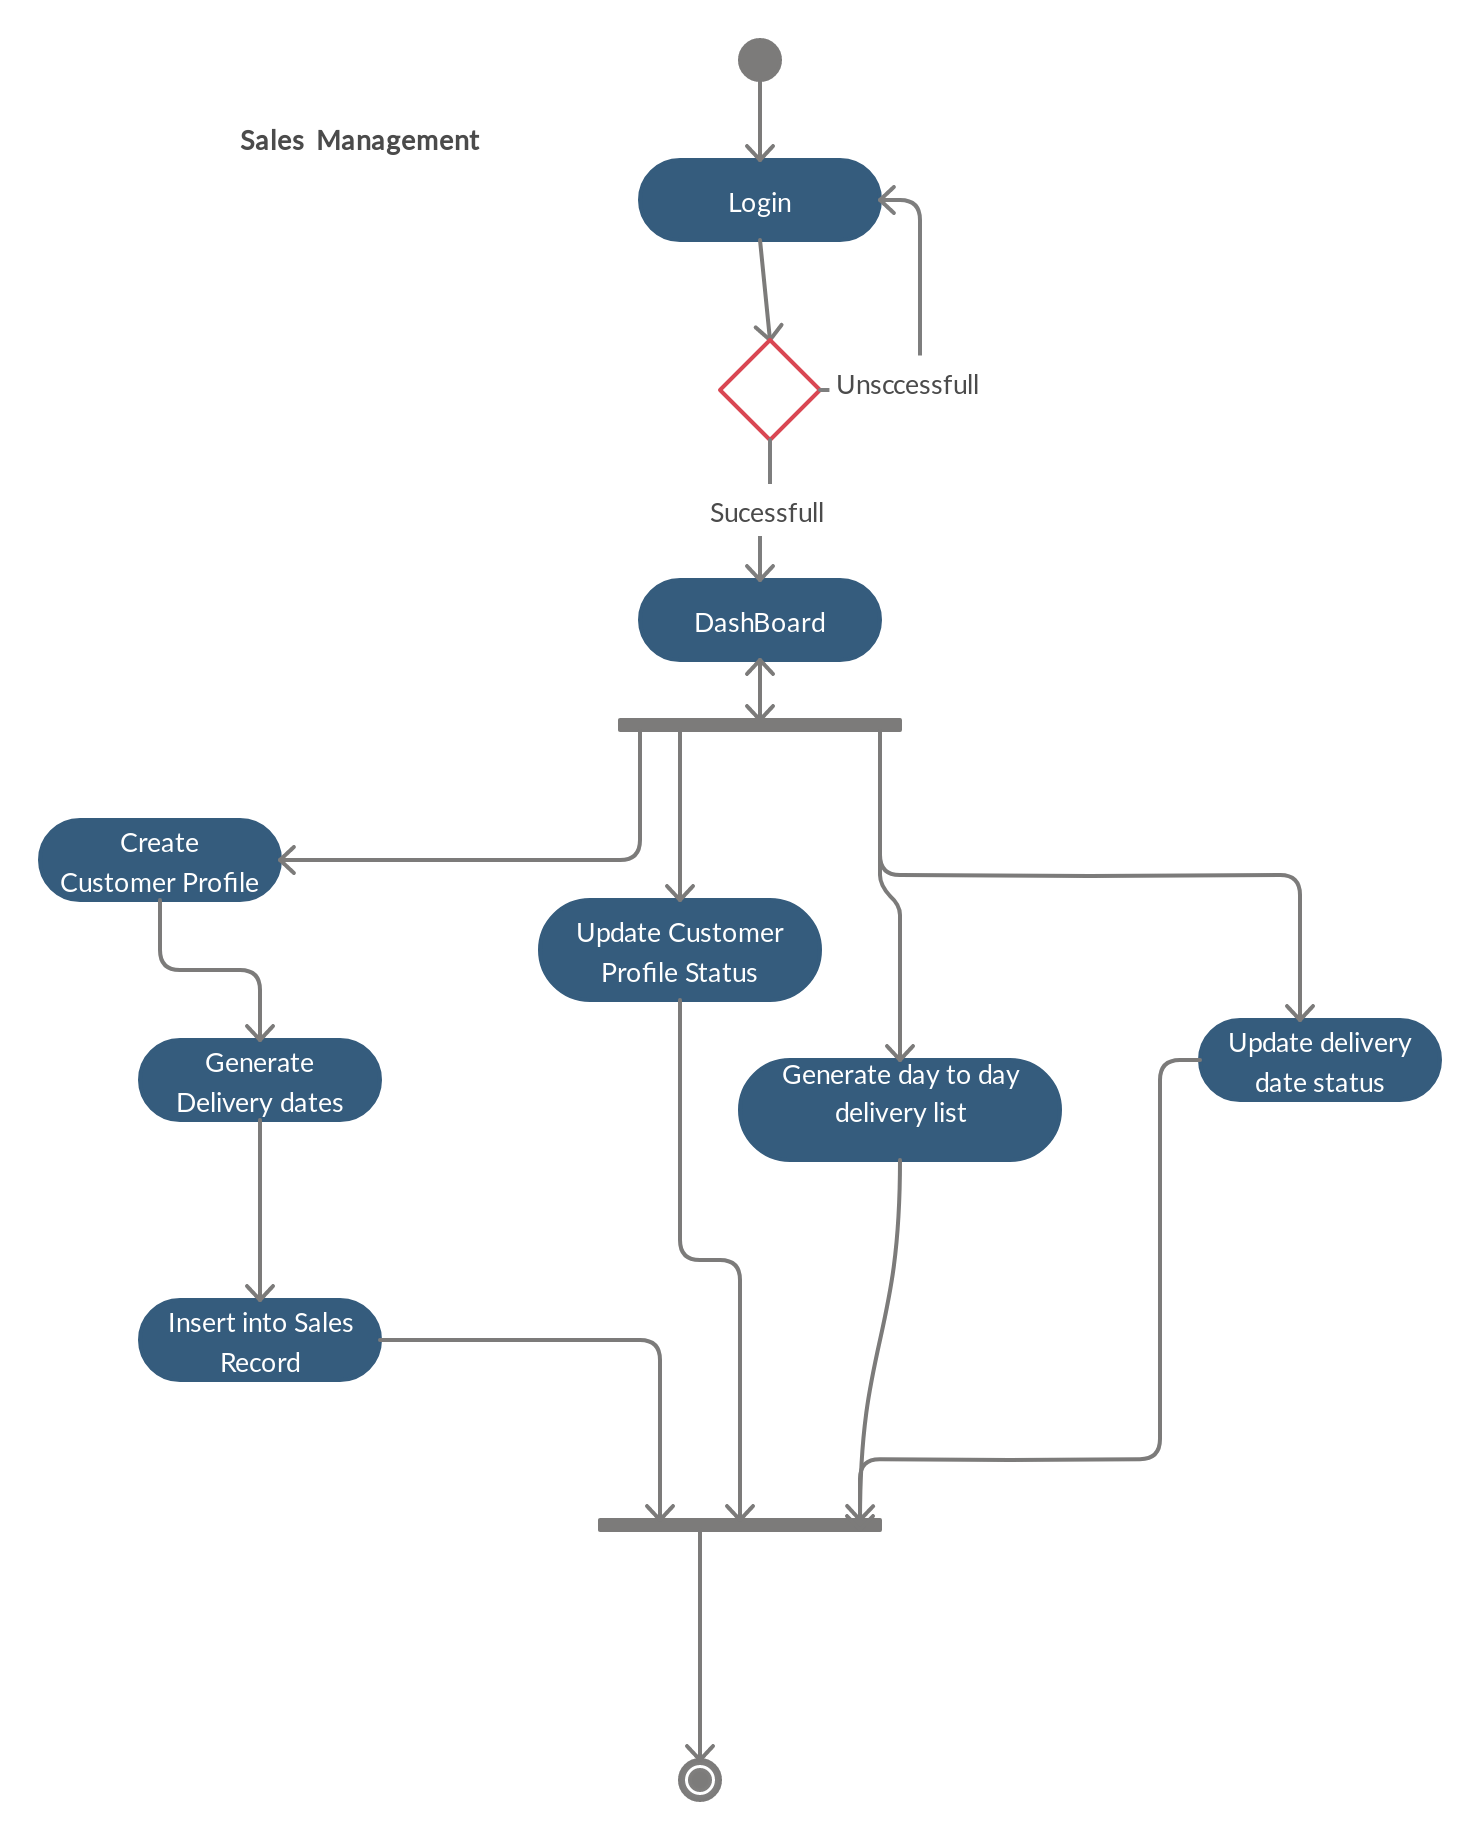 Sales Management
Login
Unsccessfull
Sucessfull
DashBoard
Create
Customer Profile
Update Customer
Profile Status
Generate
Delivery dates
Generate day to day
delivery list
Update delivery
date status
Insert into Sales
Record